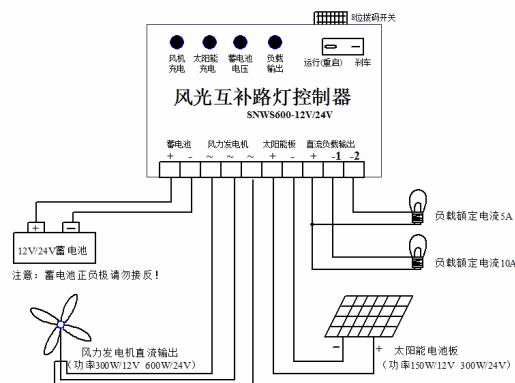 8位拨码开关
风机 太阳能 蓄电池 负载
充电 充电 电压 输出
运行(重启) 刹车
风光互补路灯控制器
SNWS600-12V/24V
蓄电池 风力发电机 太阳能板 直流负载输出
+ - ~ ~ ~ + - + -1 -2
负载额定电流5A
+ -
12V/24V蓄电池
负载额定电流10A
注意：蓄电池正负极请勿接反！
- +
风力发电机直流输出
(功率300W/12V 600W/24V)
太阳能电池板
(功率150W/12V 300W/24V)